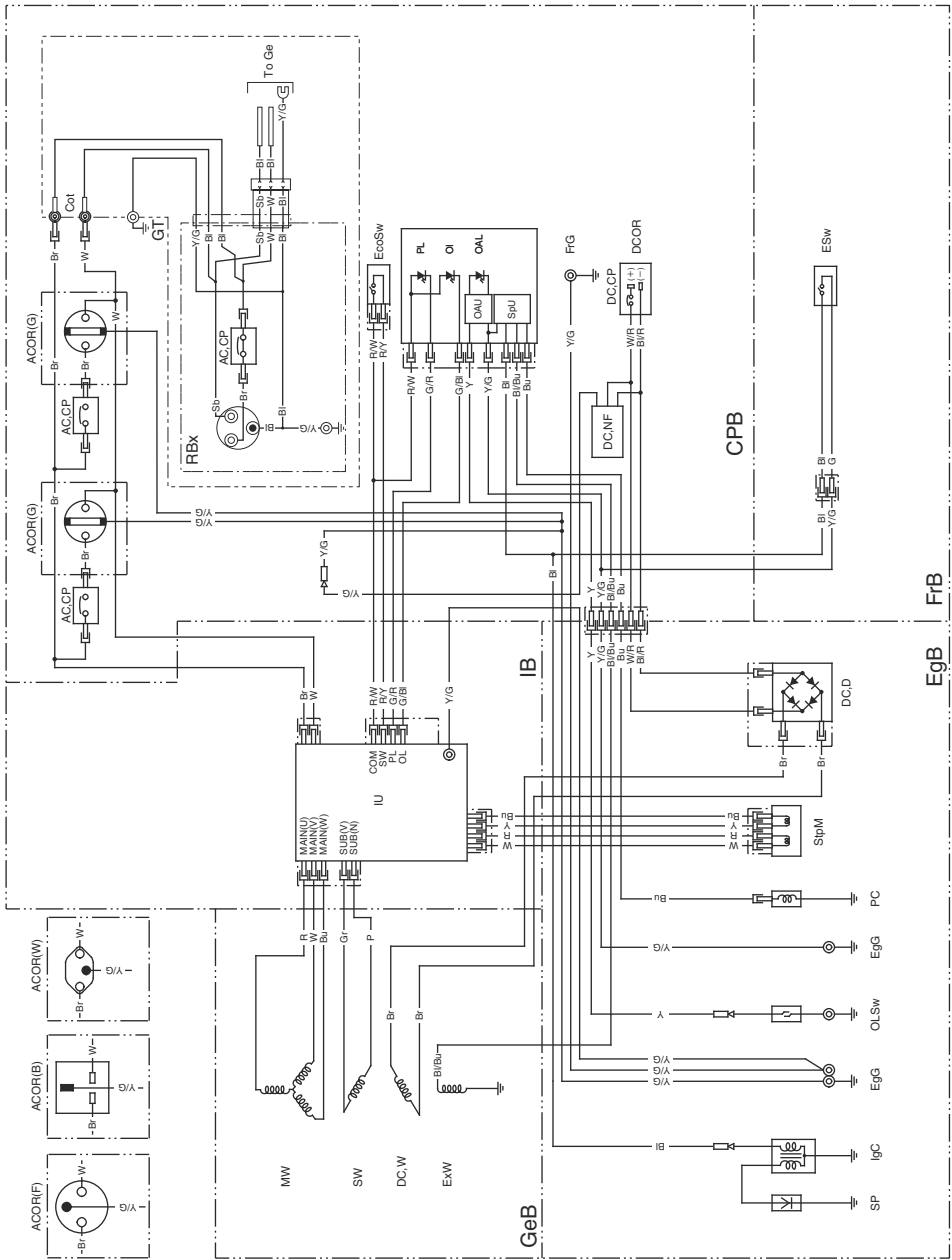 ACOR(F)
W
Y/G
Br
ACOR(B)
W
Y/G
Br
ACOR(W)
W
Y/G
Br
ACOR(G)
Br
Br
AC,CP
W
ACOR(G)
Br
Br
AC,CP
W
Br
W
Cot
GT
To Ge
Y/G
Bl
Bl
Sb
W
Bl
Sb
W
Bl
Y/G
Bl
Bl
AC,CP
Br
Sb
Bl
Bl
Y/G
RBx
Y/G
Y/G
Y/G
Y/G
EcoSw
R/W
R/Y
PL
OI
OAL
OAU
SpU
R/W
G/R
G/Bl
Y
Y/G
Bl
Bl/Bu
Bu
FrG
Y/G
DCOR
DC,CP
(+)
(−)
W/R
Bl/R
DC,NF
CPB
ESw
Bl
G
Bl
Y/G
FrB
Bl
Y
Y/G
Bl/Bu
Bu
Y
Y/G
Bl/Bu
Bu
W/R
Bl/R
IB
EgB
Br
W
R/W
R/Y
G/R
G/Bl
Y/G
COM
SW
PL
OL
IU
MAIN(U)
MAIN(V)
MAIN(W)
SUB(V)
SUB(N)
R
W
Bu
Gr
P
Bu
Y
R
W
Bu
Y
R
W
StpM
DC,D
Br
Br
Br
Br
Bl/Bu
MW
SW
DC,W
ExW
GeB
Bu
PC
Y/G
EgG
Y
OLSw
Y/G
Y/G
Y/G
EgG
Bl
IgC
SP